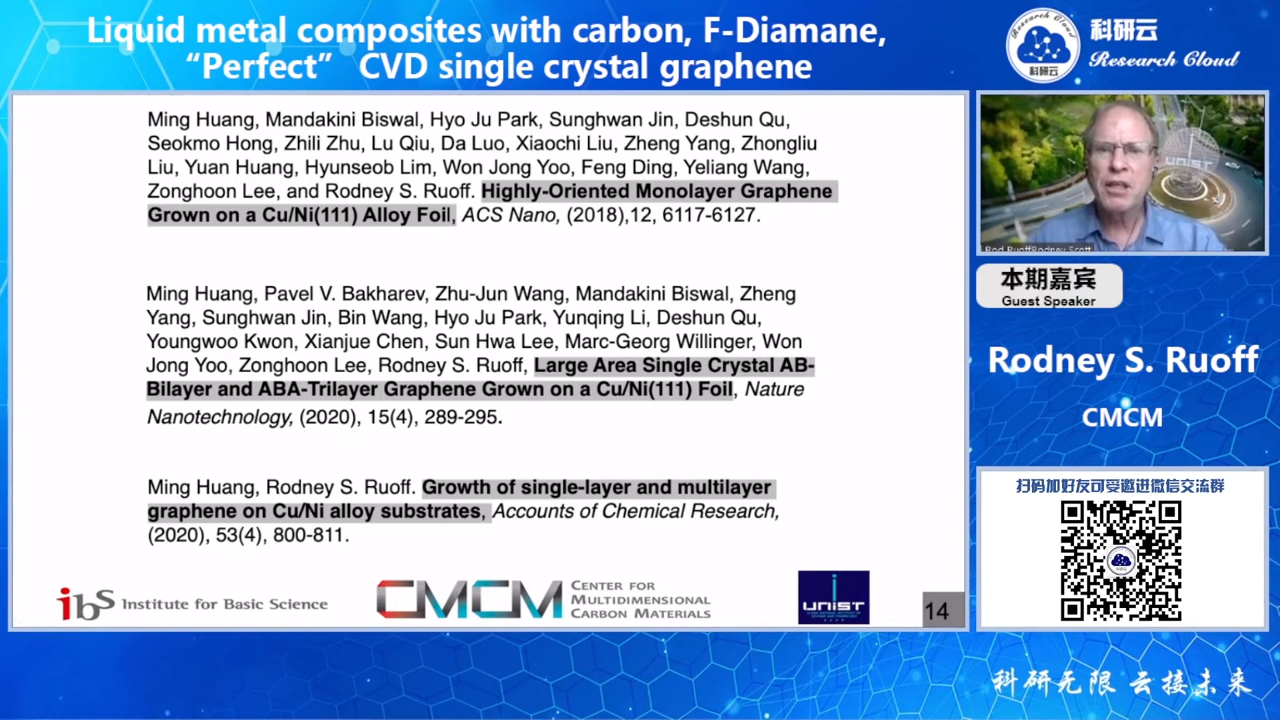 Liquid metal composites with carbon, F-Diamane,
“Perfect” CVD single crystal graphene
Research Cloud
科研云
科研云
Research Cloud
Ming Huang, Mandakini Biswal, Hyo Ju Park, Sunghwan Jin, Deshun Qu,
Seokmo Hong, Zhili Zhu, Lu Qiu, Da Luo, Xiaochi Liu, Zheng Yang, Zhongliu
Liu, Yuan Huang, Hyunseob Lim, Won Jong Yoo, Feng Ding, Yeliang Wang,
Zonghoon Lee, and Rodney S. Ruoff. Highly-Oriented Monolayer Graphene
Grown on a Cu/Ni(111) Alloy Foil, ACS Nano, (2018),12, 6117-6127.
Ming Huang, Pavel V. Bakharev, Zhu-Jun Wang, Mandakini Biswal, Zheng
Yang, Sunghwan Jin, Bin Wang, Hyo Ju Park, Yunqing Li, Deshun Qu,
Youngwoo Kwon, Xianjue Chen, Sun Hwa Lee, Marc-Georg Willinger, Won
Jong Yoo, Zonghoon Lee, Rodney S. Ruoff, Large Area Single Crystal AB-
Bilayer and ABA-Trilayer Graphene Grown on a Cu/Ni(111) Foil, Nature
Nanotechnology, (2020), 15(4), 289-295.
Ming Huang, Rodney S. Ruoff. Growth of single-layer and multilayer
graphene on Cu/Ni alloy substrates, Accounts of Chemical Research,
(2020), 53(4), 800-811.
ibS Institute for Basic Science
CMCM
CENTER FOR
MULTIDIMENSIONAL
CARBON MATERIALS
UNIST
14
UNIST
Rod RuoffRodney Scott
本期嘉宾
Guest Speaker
Rodney S. Ruoff
CMCM
扫码加好友可受邀进微信交流群
科研无限 云接未来